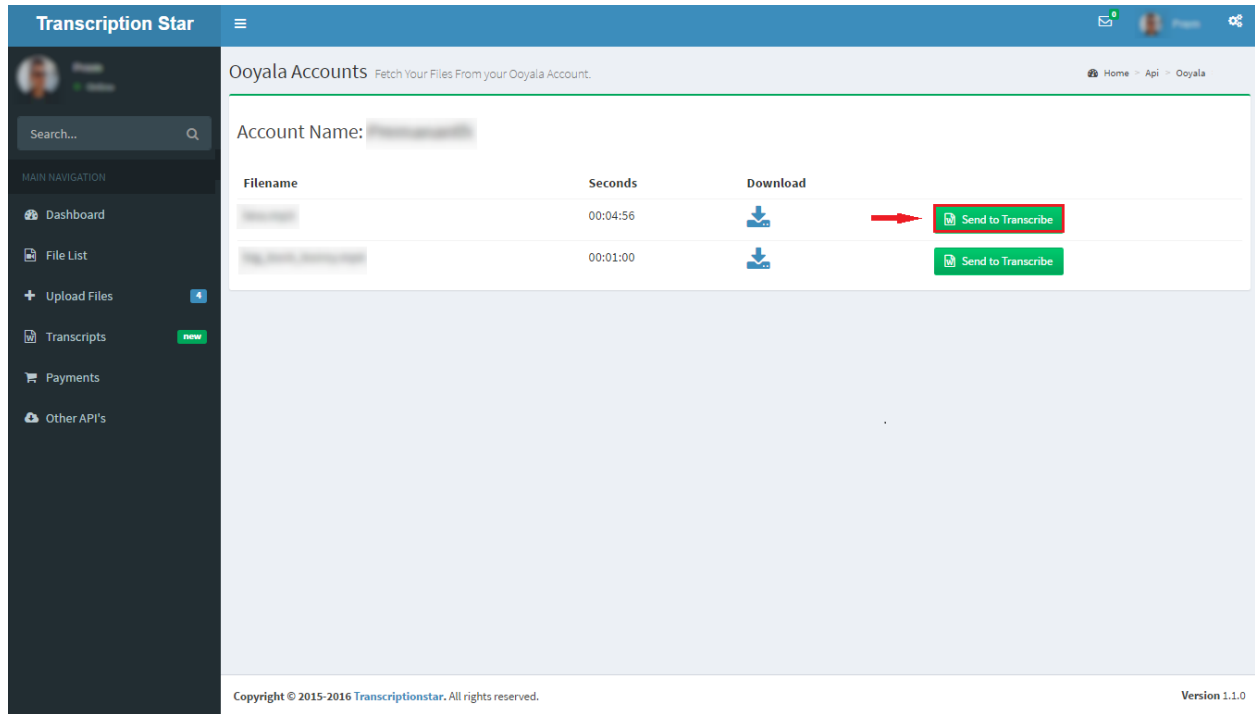 Transcription Star
0
Search...
MAIN NAVIGATION
Dashboard
File List
Upload Files 4
Transcripts new
Payments
Other API's
Ooyala Accounts Fetch Your Files From your Ooyala Account.
Home > Api > Ooyala
Account Name:
Filename Seconds Download
00:04:56 Send to Transcribe
00:01:00 Send to Transcribe
Copyright © 2015-2016 Transcriptionstar. All rights reserved.
Version 1.1.0